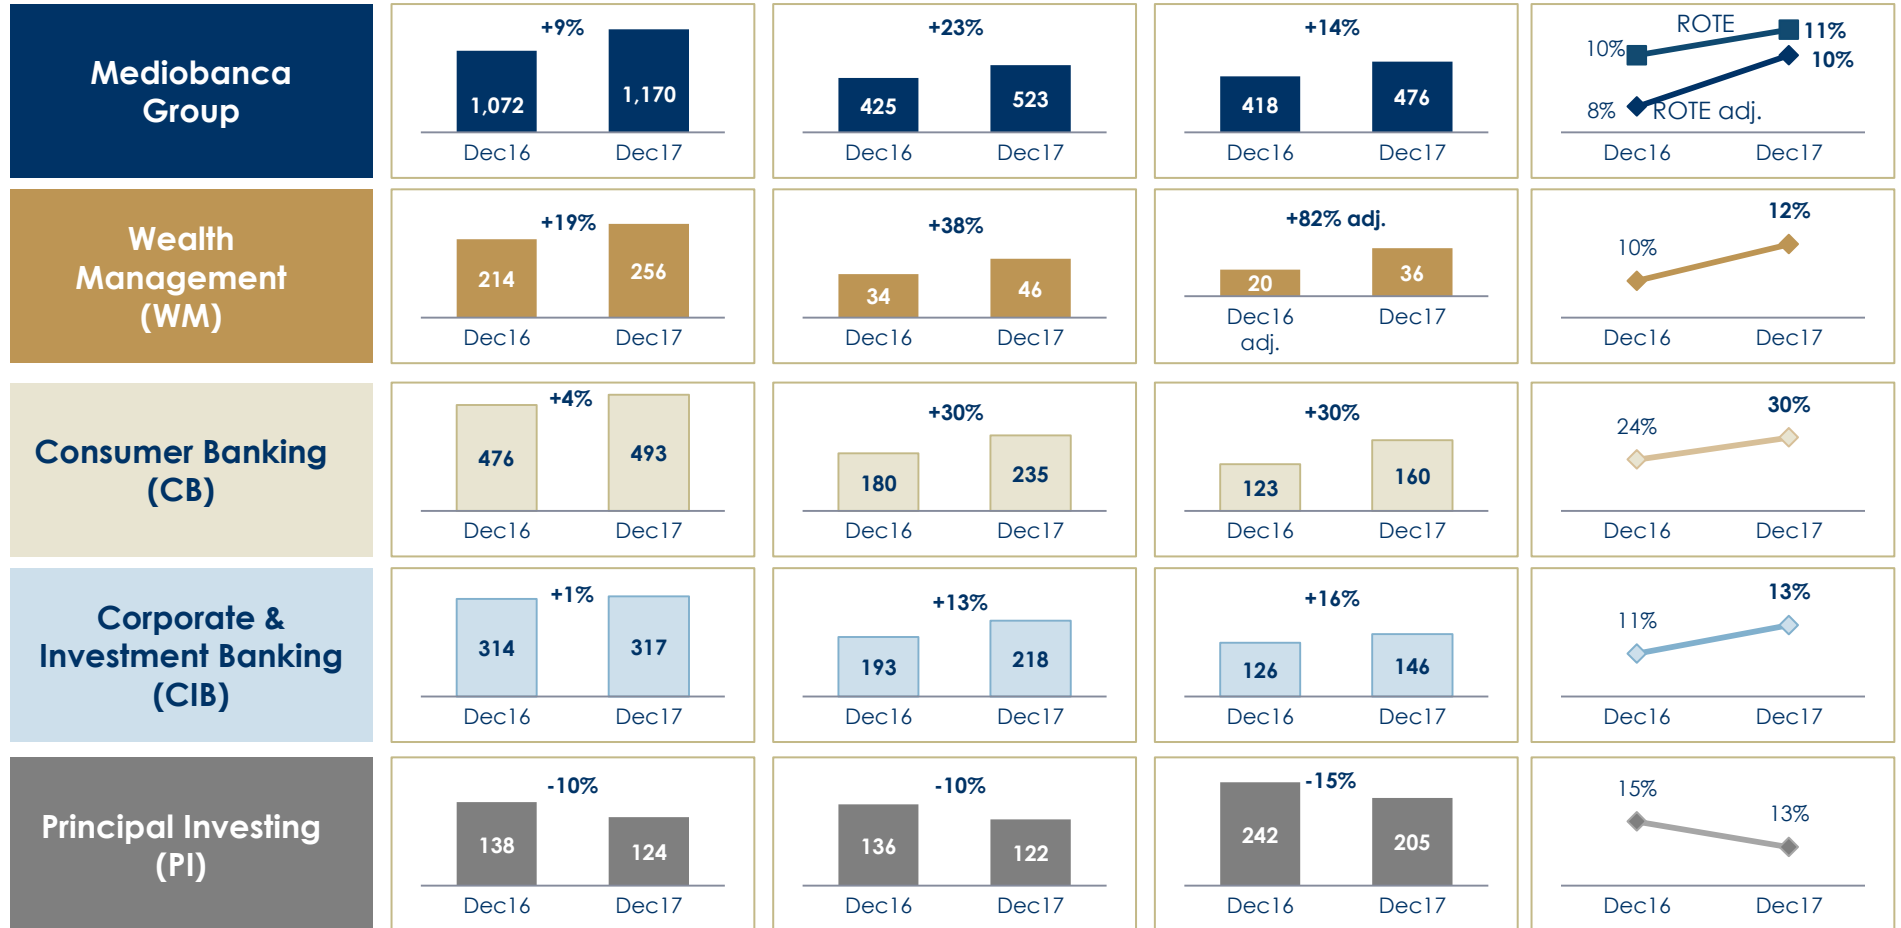 Mediobanca
Group
+9%
1,072
1,170
Dec16
Dec17
+23%
425
523
Dec16
Dec17
+14%
418
476
Dec16
Dec17
ROTE
10%
11%
10%
8%
ROTE adj.
Dec16
Dec17
Wealth
Management
(WM)
+19%
214
256
Dec16
Dec17
+38%
34
46
Dec16
Dec17
+82% adj.
20
36
Dec16
adj.
Dec17
10%
12%
Dec16
Dec17
Consumer Banking
(CB)
+4%
476
493
Dec16
Dec17
+30%
180
235
Dec16
Dec17
+30%
123
160
Dec16
Dec17
24%
30%
Dec16
Dec17
Corporate &
Investment Banking
(CIB)
+1%
314
317
Dec16
Dec17
+13%
193
218
Dec16
Dec17
+16%
126
146
Dec16
Dec17
11%
13%
Dec16
Dec17
Principal Investing
(PI)
-10%
138
124
Dec16
Dec17
-10%
136
122
Dec16
Dec17
-15%
242
205
Dec16
Dec17
15%
13%
Dec16
Dec17